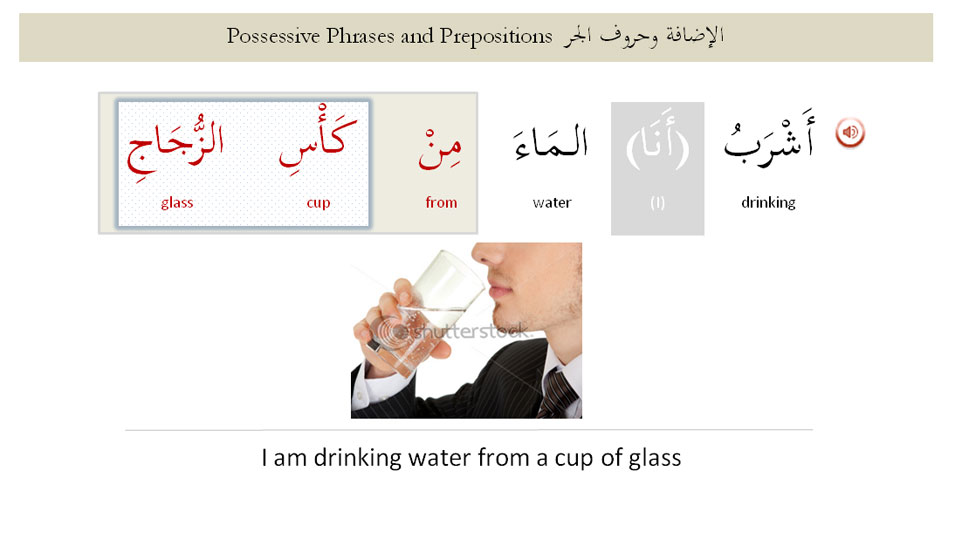 Possessive Phrases and Prepositions الإضافة وحروف الجر
أَشْرَبُ (أَنَا) المَاءَ مِنْ كَأْسِ الزُّجَاجِ
drinking (I) water from cup glass
shutterstock.
I am drinking water from a cup of glass